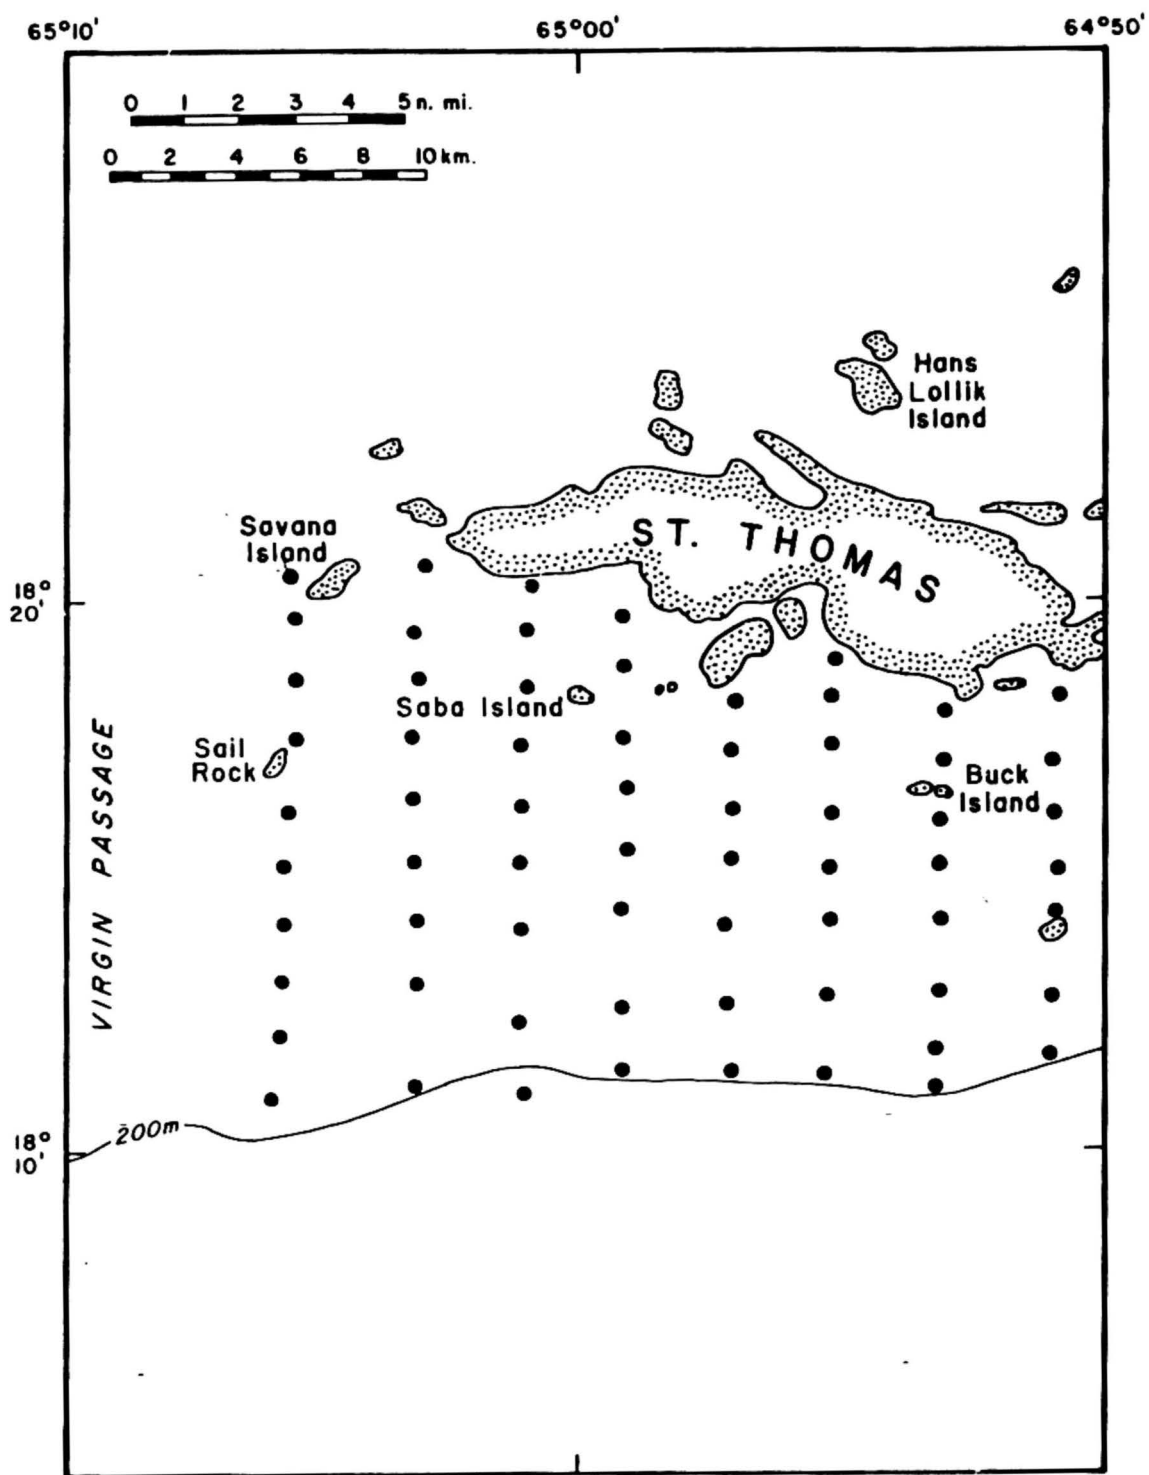 65°10' 65°00' 64°50'
0 1 2 3 4 5 n. mi.
0 2 4 6 8 10 km.
Hans
Lollik
Island
Savana
Island
ST. THOMAS
18°
20'
Saba Island
Sail
Rock
Buck
Island
VIRGIN PASSAGE
200m
18°
10'